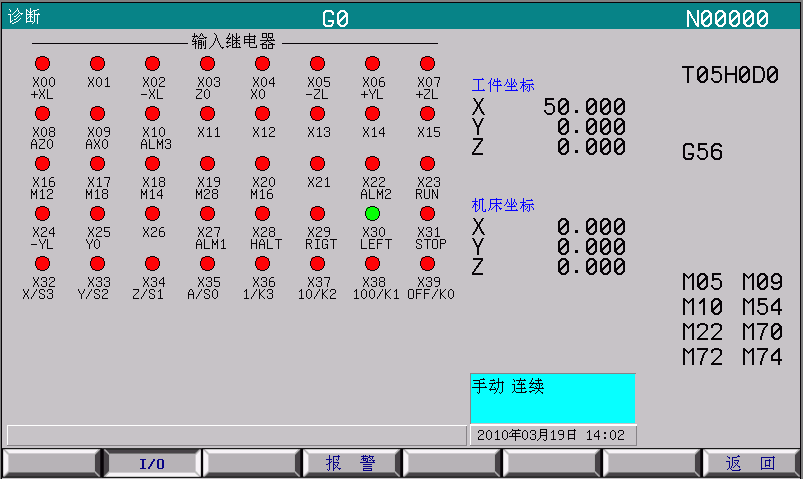 诊断 G0 N00000
输入继电器
X00 X01 X02 X03 X04 X05 X06 X07
+XL -XL Z0 X0 -ZL +YL +ZL
X08 X09 X10 X11 X12 X13 X14 X15
AZ0 AX0 ALM3
X16 X17 X18 X19 X20 X21 X22 X23
M12 M18 M14 M28 M16 ALM2 RUN
X24 X25 X26 X27 X28 X29 X30 X31
-YL Y0 ALM1 HALT RIGT LEFT STOP
X32 X33 X34 X35 X36 X37 X38 X39
X/S3 Y/S2 Z/S1 A/S0 1/K3 10/K2 100/K1 OFF/K0
工件坐标
X 50.000
Y 0.000
Z 0.000
机床坐标
X 0.000
Y 0.000
Z 0.000
T05H0D0
G56
M05 M09
M10 M54
M22 M70
M72 M74
手动 连续
2010年03月19日 14:02
I/O 报 警 返 回